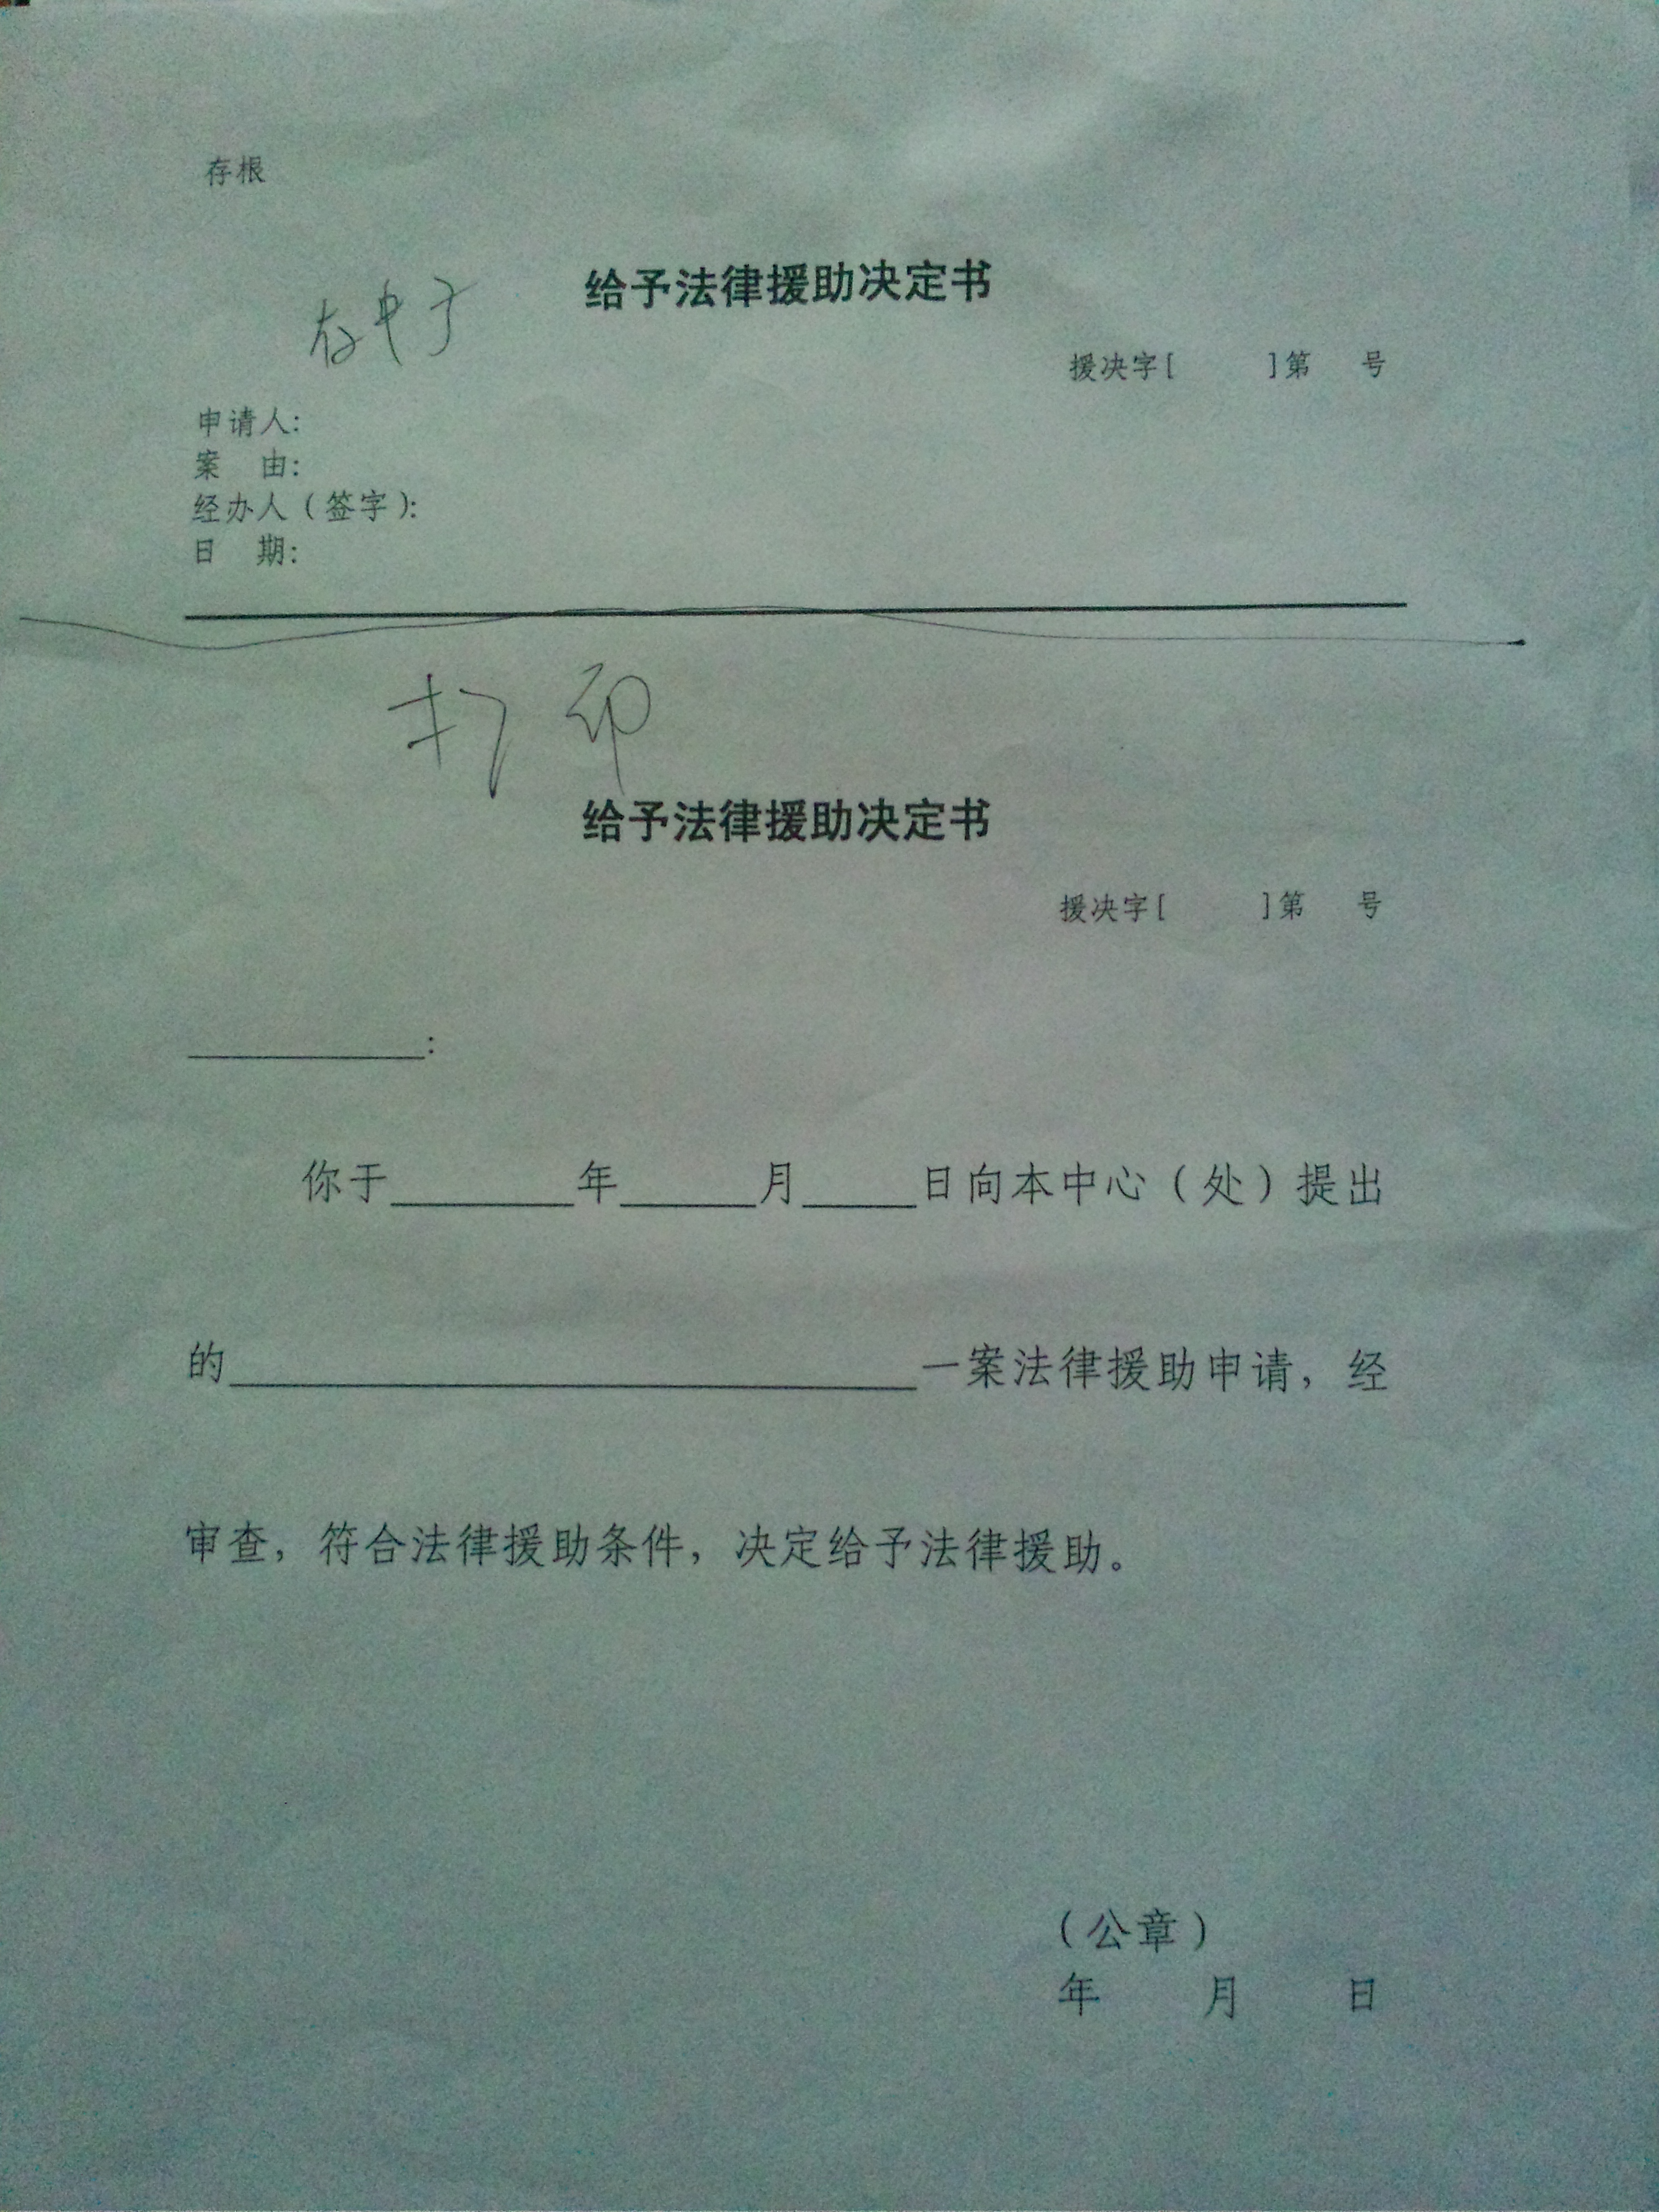 存根
给予法律援助决定书
援决字[ ]第 号
申请人:
案 由:
经办人(签字):
日 期:
打印
给予法律援助决定书
援决字[ ]第 号
__________:
你于________年______月_____日向本中心(处)提出
的______________________________一案法律援助申请，经
审查，符合法律援助条件，决定给予法律援助。
(公章)
年 月 日